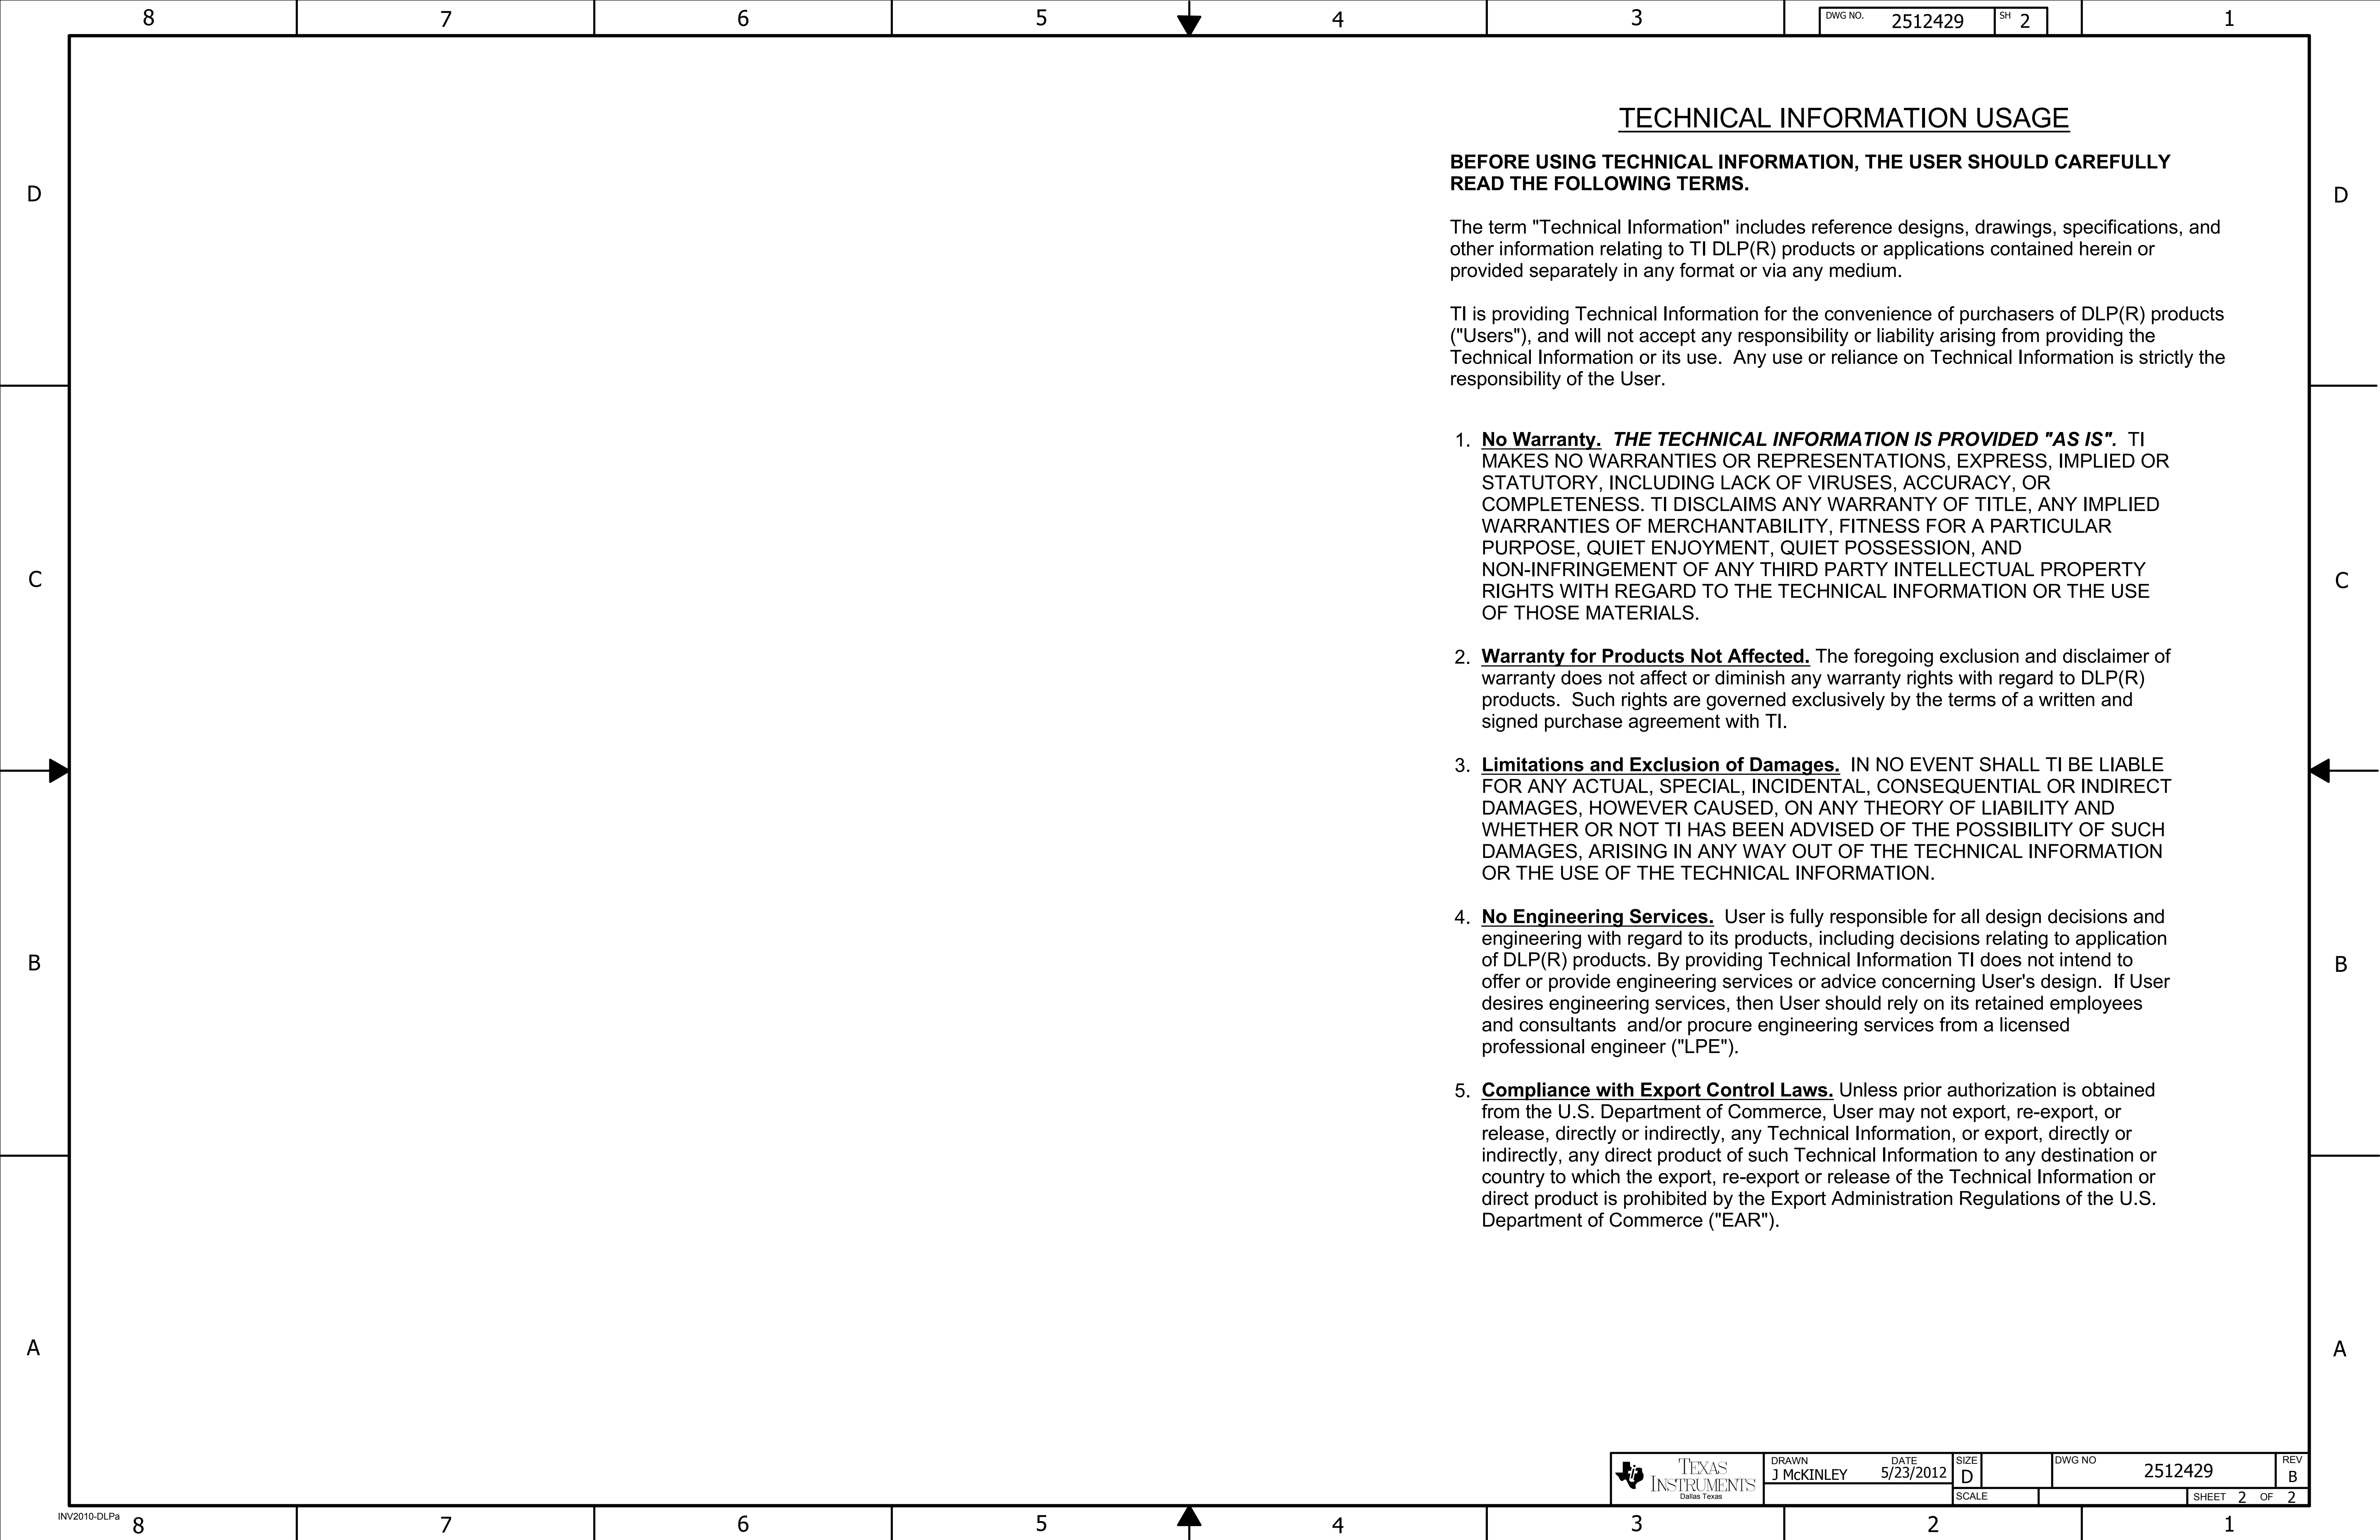 8 7 6 5 4 3 DWG NO. 2512429 SH 2 1
TECHNICAL INFORMATION USAGE
BEFORE USING TECHNICAL INFORMATION, THE USER SHOULD CAREFULLY
READ THE FOLLOWING TERMS.
D D
The term "Technical Information" includes reference designs, drawings, specifications, and
other information relating to TI DLP(R) products or applications contained herein or
provided separately in any format or via any medium.
TI is providing Technical Information for the convenience of purchasers of DLP(R) products
("Users"), and will not accept any responsibility or liability arising from providing the
Technical Information or its use.  Any use or reliance on Technical Information is strictly the
responsibility of the User.
1. No Warranty.  THE TECHNICAL INFORMATION IS PROVIDED "AS IS".  TI
MAKES NO WARRANTIES OR REPRESENTATIONS, EXPRESS, IMPLIED OR
STATUTORY, INCLUDING LACK OF VIRUSES, ACCURACY, OR
COMPLETENESS. TI DISCLAIMS ANY WARRANTY OF TITLE, ANY IMPLIED
WARRANTIES OF MERCHANTABILITY, FITNESS FOR A PARTICULAR
PURPOSE, QUIET ENJOYMENT, QUIET POSSESSION, AND
NON-INFRINGEMENT OF ANY THIRD PARTY INTELLECTUAL PROPERTY
RIGHTS WITH REGARD TO THE TECHNICAL INFORMATION OR THE USE
OF THOSE MATERIALS.
C C
2. Warranty for Products Not Affected. The foregoing exclusion and disclaimer of
warranty does not affect or diminish any warranty rights with regard to DLP(R)
products.  Such rights are governed exclusively by the terms of a written and
signed purchase agreement with TI.
3. Limitations and Exclusion of Damages.  IN NO EVENT SHALL TI BE LIABLE
FOR ANY ACTUAL, SPECIAL, INCIDENTAL, CONSEQUENTIAL OR INDIRECT
DAMAGES, HOWEVER CAUSED, ON ANY THEORY OF LIABILITY AND
WHETHER OR NOT TI HAS BEEN ADVISED OF THE POSSIBILITY OF SUCH
DAMAGES, ARISING IN ANY WAY OUT OF THE TECHNICAL INFORMATION
OR THE USE OF THE TECHNICAL INFORMATION.
4. No Engineering Services.  User is fully responsible for all design decisions and
engineering with regard to its products, including decisions relating to application
of DLP(R) products. By providing Technical Information TI does not intend to
offer or provide engineering services or advice concerning User's design.  If User
desires engineering services, then User should rely on its retained employees
and consultants  and/or procure engineering services from a licensed
professional engineer ("LPE").
B B
5. Compliance with Export Control Laws. Unless prior authorization is obtained
from the U.S. Department of Commerce, User may not export, re-export, or
release, directly or indirectly, any Technical Information, or export, directly or
indirectly, any direct product of such Technical Information to any destination or
country to which the export, re-export or release of the Technical Information or
direct product is prohibited by the Export Administration Regulations of the U.S.
Department of Commerce ("EAR").
A A
TEXAS
INSTRUMENTS
Dallas Texas
DRAWN DATE SIZE DWG NO REV
J McKINLEY 5/23/2012 D 2512429 B
SCALE SHEET 2 OF 2
INV2010-DLPa
8 7 6 5 4 3 2 1